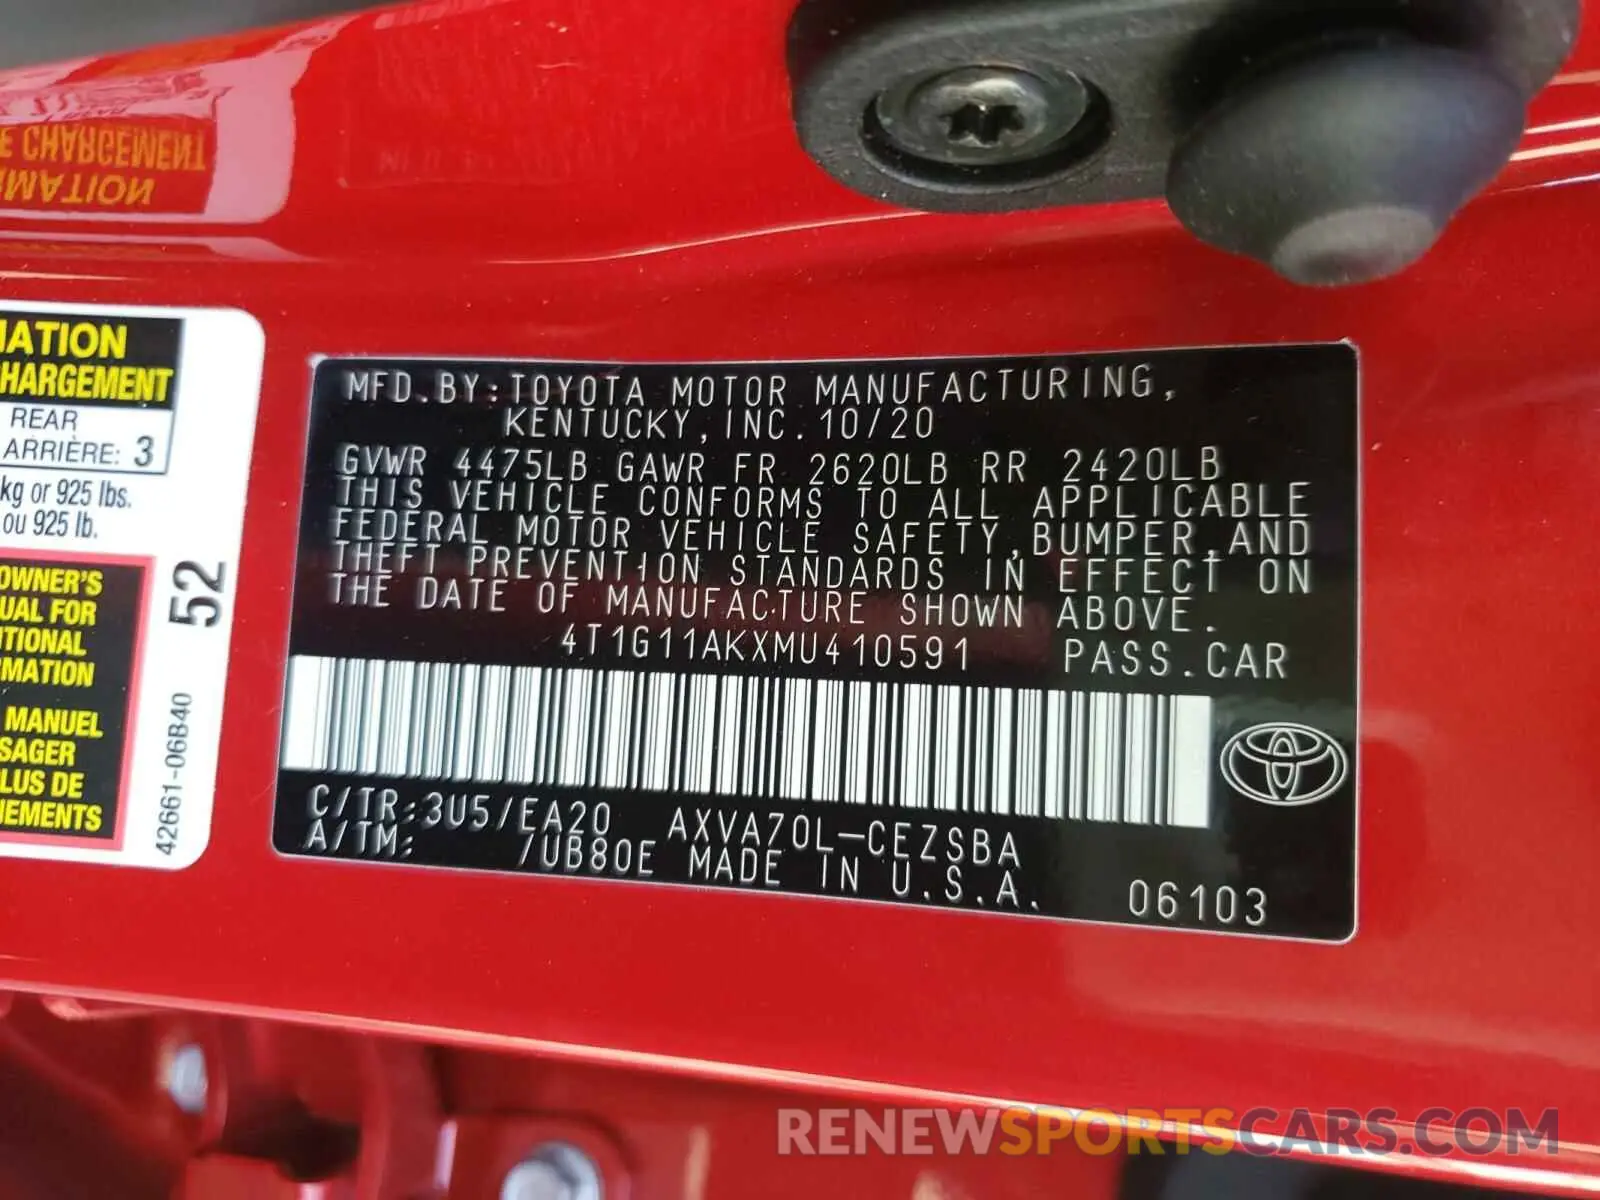 E CHARGEMENT
MATION
MATION
HARGEMENT
REAR
ARRIÈRE: 3
kg or 925 lbs.
ou 925 lb.
OWNER'S
UAL FOR
ITIONAL
RMATION
MANUEL
SAGER
LUS DE
NEMENTS
52
42661-06B40
MFD.BY:TOYOTA MOTOR MANUFACTURING,
KENTUCKY,INC.10/20
GVWR 4475LB GAWR FR 2620LB RR 2420LB
THIS VEHICLE CONFORMS TO ALL APPLICABLE
FEDERAL MOTOR VEHICLE SAFETY,BUMPER,AND
THEFT PREVENTION STANDARDS IN EFFECT ON
THE DATE OF MANUFACTURE SHOWN ABOVE.
4T1G11AKXMU410591 PASS.CAR
C/TR:3U5/EA20 AXVA70L-CEZSBA
A/TM: /UB80E MADE IN U.S.A.
06103
RENEWSPORTSCARS.COM